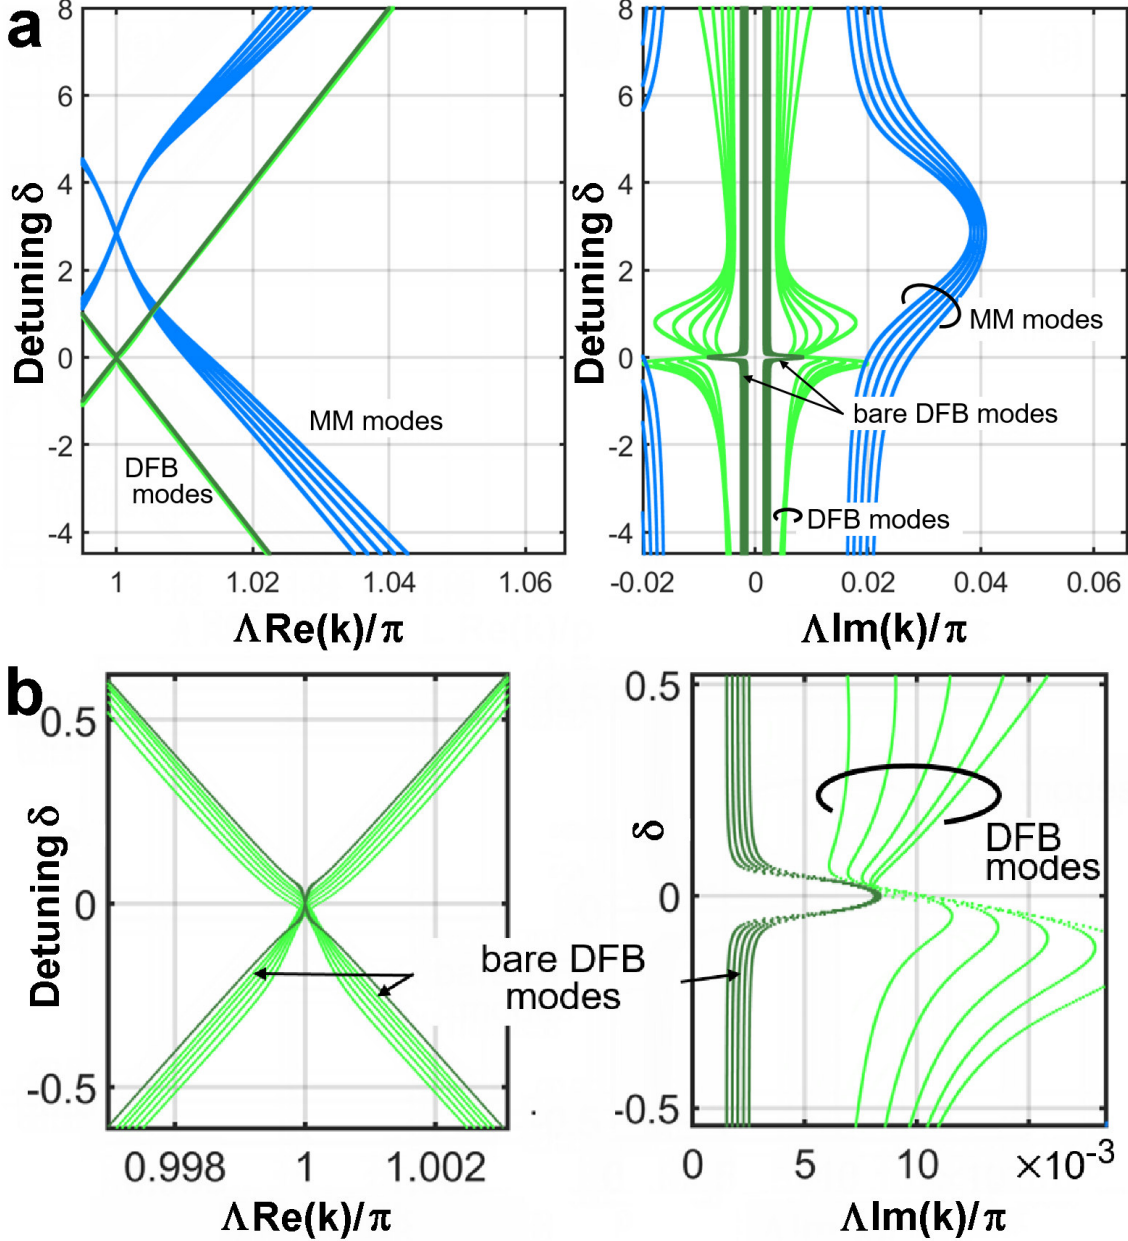 a
8
6
4
2
0
-2
-4
Detuning δ
MM modes
DFB
modes
1
1.02
1.04
1.06
ΛRe(k)/π
8
6
4
2
0
-2
-4
Detuning δ
MM modes
bare DFB modes
DFB modes
-0.02
0
0.02
0.04
0.06
ΛIm(k)/π
b
0.5
0
-0.5
Detuning δ
bare DFB
modes
0.998
1
1.002
ΛRe(k)/π
0.5
0
-0.5
δ
DFB
modes
0
5
10
×10⁻³
ΛIm(k)/π